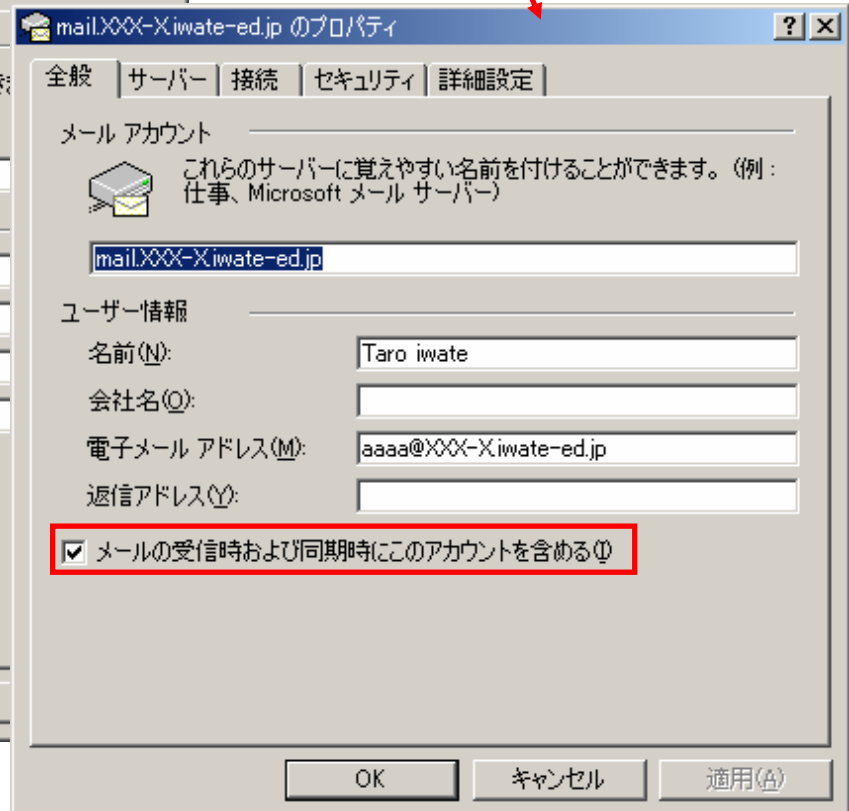 mail.XXX-X.iwate-ed.jp のプロパティ
全般 サーバー 接続 セキュリティ 詳細設定
メール アカウント
これらのサーバーに覚えやすい名前を付けることができます。(例 :
仕事、Microsoft メール サーバー)
mail.XXX-X.iwate-ed.jp
ユーザー情報
名前(N): Taro iwate
会社名(O):
電子メール アドレス(M): aaaa@XXX-X.iwate-ed.jp
返信アドレス(Y):
メールの受信時および同期時にこのアカウントを含める(I)
OK キャンセル 適用(A)